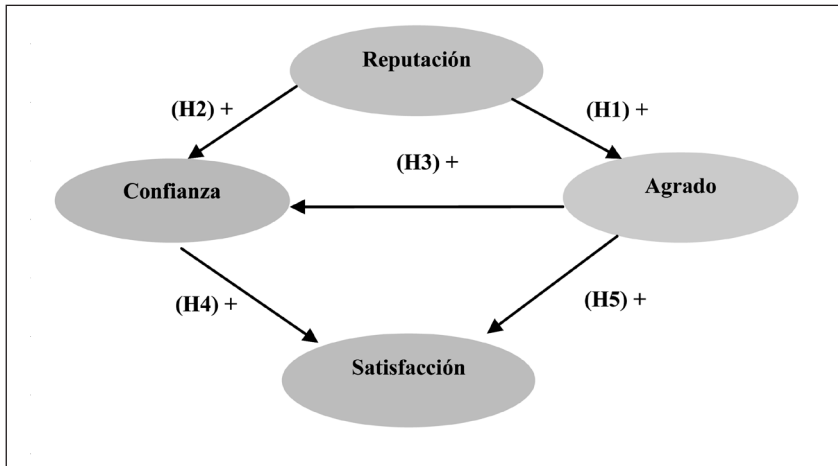 Reputación
(H2) +
(H1) +
(H3) +
Confianza
Agrado
(H4) +
(H5) +
Satisfacción